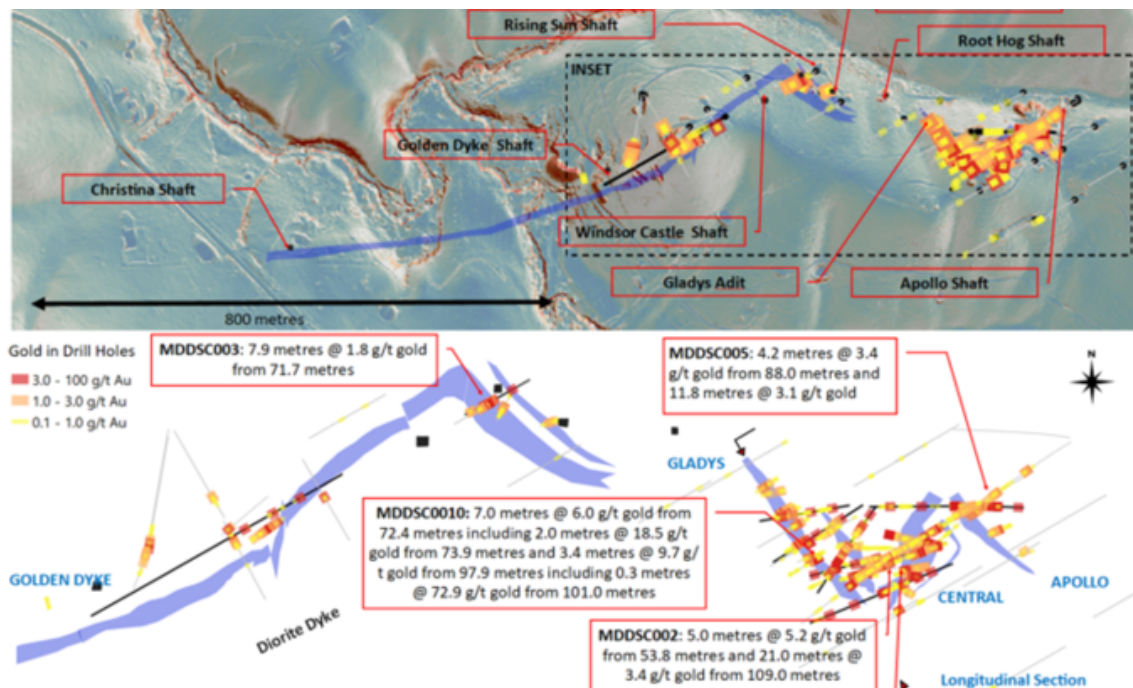 Rising Sun Shaft
Root Hog Shaft
INSET
Golden Dyke Shaft
Christina Shaft
Windsor Castle Shaft
Gladys Adit
Apollo Shaft
800 metres
Gold in Drill Holes
3.0 - 100 g/t Au
1.0 - 3.0 g/t Au
0.1 - 1.0 g/t Au
MDDSC003: 7.9 metres @ 1.8 g/t gold
from 71.7 metres
MDDSC005: 4.2 metres @ 3.4
g/t gold from 88.0 metres and
11.8 metres @ 3.1 g/t gold
N
GLADYS
MDDSC0010: 7.0 metres @ 6.0 g/t gold from
72.4 metres including 2.0 metres @ 18.5 g/t
gold from 73.9 metres and 3.4 metres @ 9.7 g/
t gold from 97.9 metres including 0.3 metres
@ 72.9 g/t gold from 101.0 metres
GOLDEN DYKE
Diorite Dyke
APOLLO
CENTRAL
MDDSC002: 5.0 metres @ 5.2 g/t gold
from 53.8 metres and 21.0 metres @
3.4 g/t gold from 109.0 metres
Longitudinal Section